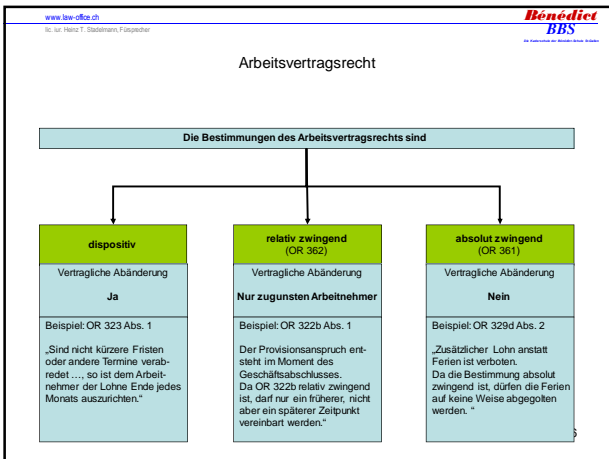 www.law-office.ch
lic. iur. Heinz T. Stadelmann, Fürsprecher
Bénédict
BBS
Arbeitsvertragsrecht
Die Bestimmungen des Arbeitsvertragsrechts sind
dispositiv
Vertragliche Abänderung
Ja
Beispiel: OR 323 Abs. 1
„Sind nicht kürzere Fristen
oder andere Termine verab-
redet …, so ist dem Arbeit-
nehmer der Lohne Ende jedes
Monats auszurichten.“
relativ zwingend
(OR 362)
Vertragliche Abänderung
Nur zugunsten Arbeitnehmer
Beispiel: OR 322b Abs. 1
Der Provisionsanspruch ent-
steht im Moment des
Geschäftsabschlusses.
Da OR 322b relativ zwingend
ist, darf nur ein früherer, nicht
aber ein späterer Zeitpunkt
vereinbart werden.“
absolut zwingend
(OR 361)
Vertragliche Abänderung
Nein
Beispiel: OR 329d Abs. 2
„Zusätzlicher Lohn anstatt
Ferien ist verboten.
Da die Bestimmung absolut
zwingend ist, dürfen die Ferien
auf keine Weise abgegolten
werden. “